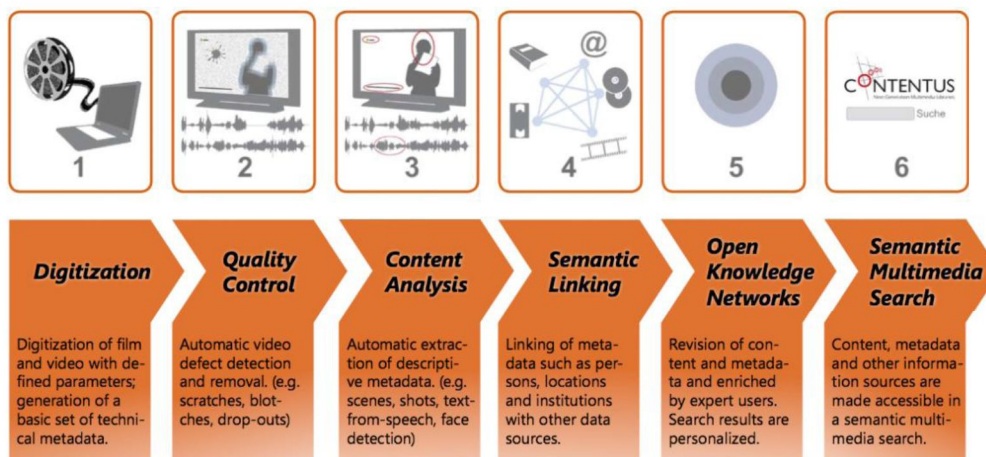 1
2
3
@
4
5
CONTENTUS
Next Generation Multimedia Libraries
Suche
6
Digitization
Digitization of film
and video with de-
fined parameters;
generation of a
basic set of techni-
cal metadata.
Quality
Control
Automatic video
defect detection
and removal. (e.g.
scratches, blot-
ches, drop-outs)
Content
Analysis
Automatic extrac-
tion of descripti-
ve metadata. (e.g.
scenes, shots, text-
from-speech, face
detection)
Semantic
Linking
Linking of meta-
data such as per-
sons, locations
and institutions
with other data
sources.
Open
Knowledge
Networks
Revision of con-
tent and metada-
ta and enriched
by expert users.
Search results are
personalized.
Semantic
Multimedia
Search
Content, metadata
and other informa-
tion sources are
made accessible in
a semantic multi-
media search.